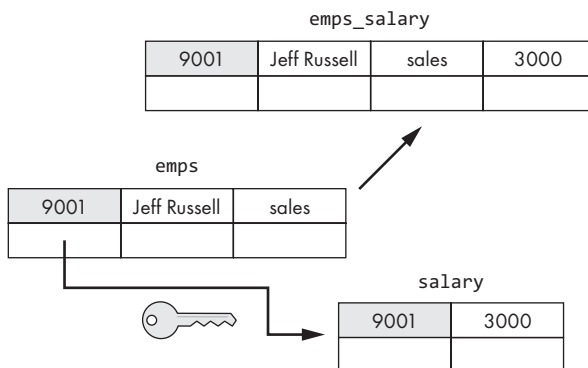 emps_salary
9001 Jeff Russell sales 3000
emps
9001 Jeff Russell sales
salary
9001 3000